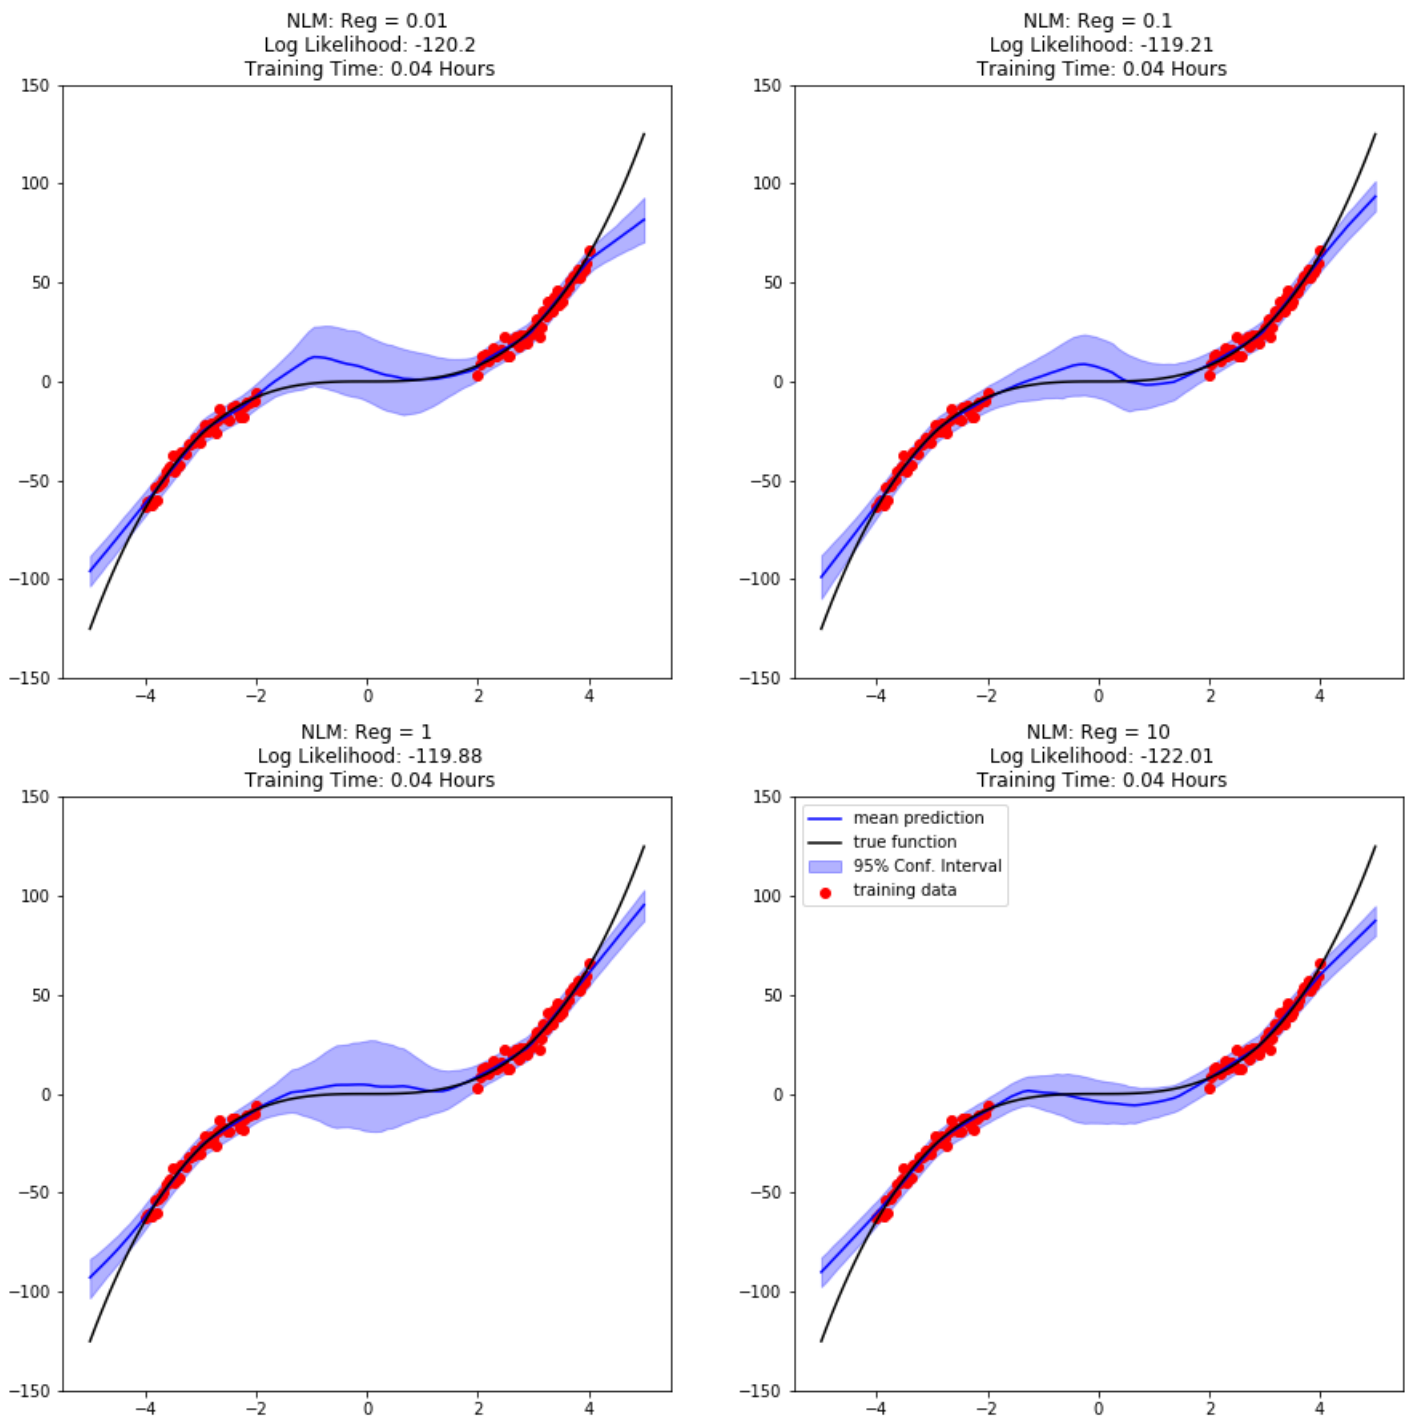 NLM: Reg = 0.01
Log Likelihood: -120.2
Training Time: 0.04 Hours
150
100
50
0
−50
−100
−150
−4 −2 0 2 4
NLM: Reg = 0.1
Log Likelihood: -119.21
Training Time: 0.04 Hours
150
100
50
0
−50
−100
−150
−4 −2 0 2 4
NLM: Reg = 1
Log Likelihood: -119.88
Training Time: 0.04 Hours
150
100
50
0
−50
−100
−150
−4 −2 0 2 4
NLM: Reg = 10
Log Likelihood: -122.01
Training Time: 0.04 Hours
mean prediction
true function
95% Conf. Interval
training data
150
100
50
0
−50
−100
−150
−4 −2 0 2 4